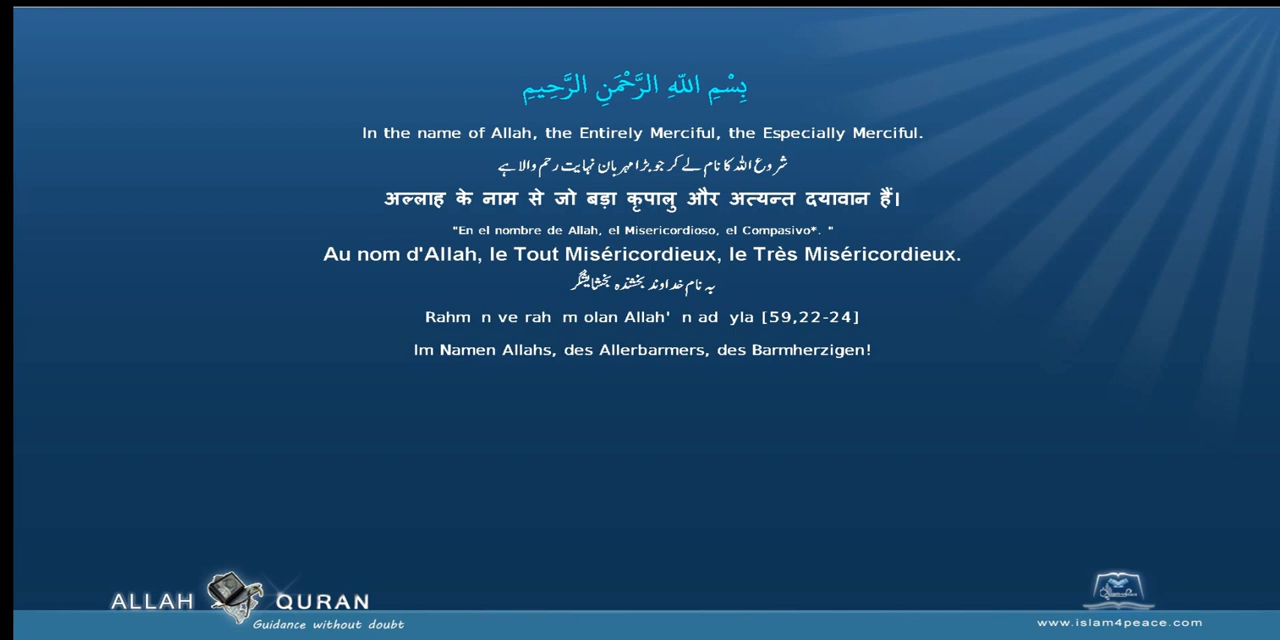 بِسْمِ اللّهِ الرَّحْمَنِ الرَّحِيمِ
In the name of Allah, the Entirely Merciful, the Especially Merciful.
شروع اللہ کا نام لے کر جو بڑا مہربان نہایت رحم والا ہے
अल्लाह के नाम से जो बड़ा कृपालु और अत्यन्त दयावान हैं।
"En el nombre de Allah, el Misericordioso, el Compasivo*. "
Au nom d'Allah, le Tout Miséricordieux, le Très Miséricordieux.
به نام خداوند بخشنده بخشایشگر
Rahm n ve rah m olan Allah' n ad yla [59,22-24]
Im Namen Allahs, des Allerbarmers, des Barmherzigen!
ALLAH QURAN
Guidance without doubt
www.islam4peace.com